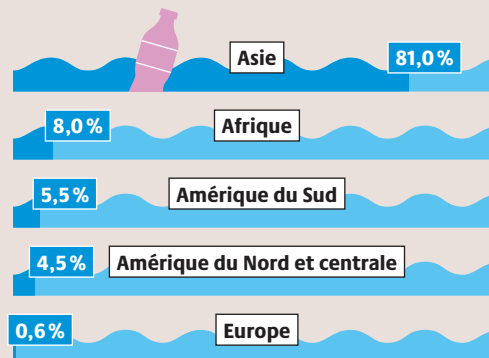 Asie 81,0 %
8,0 % Afrique
5,5 % Amérique du Sud
4,5 % Amérique du Nord et centrale
0,6 % Europe